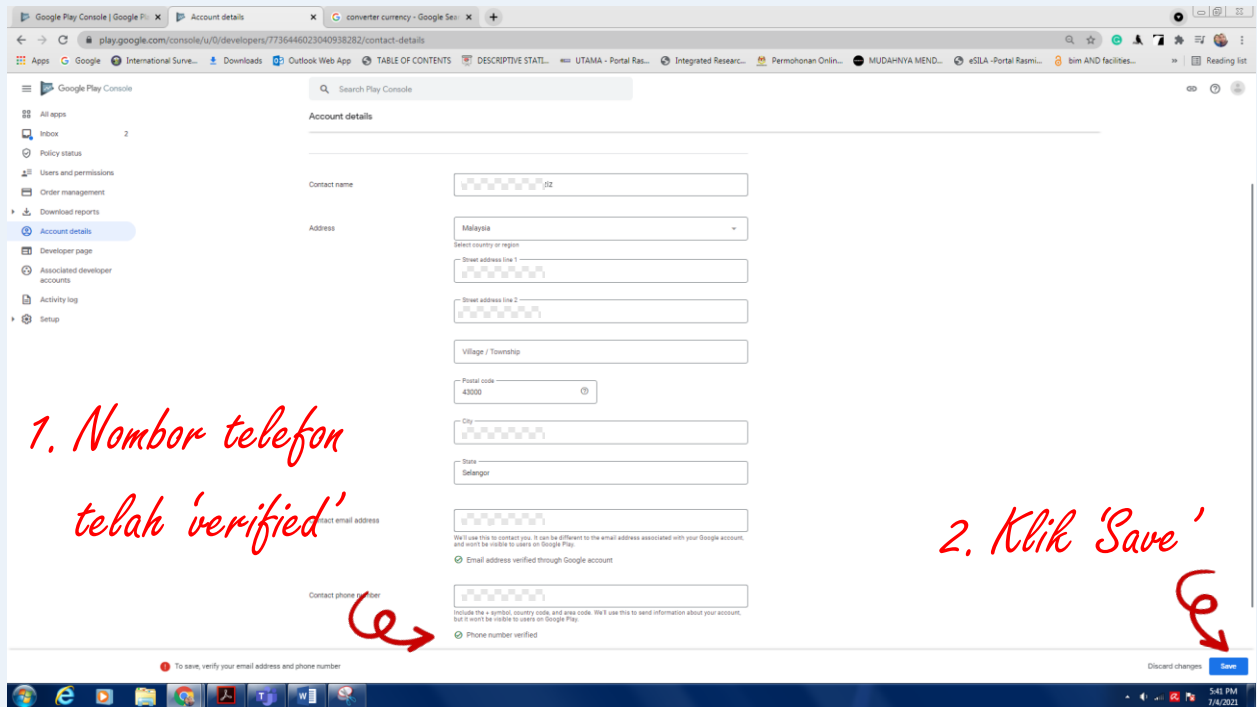 Google Play Console | Google Pl
Account details
converter currency - Google Sea
play.google.com/console/u/0/developers/7736446023040938282/contact-details
Apps
Google
International Surve...
Downloads
Outlook Web App
TABLE OF CONTENTS
DESCRIPTIVE STATI...
UTAMA - Portal Ras...
Integrated Researc...
Permohonan Onlin...
MUDAHNYA MEND...
eSILA -Portal Rasmi...
bim AND facilities...
Reading list
Google Play Console
Search Play Console
All apps
Inbox 2
Policy status
Users and permissions
Order management
Download reports
Account details
Developer page
Associated developer
accounts
Activity log
Setup
Account details
Contact name
tiz
Address
Malaysia
Select country or region
Street address line 1
Street address line 2
Village / Township
Postal code
43000
City
State
Selangor
Contact email address
We'll use this to contact you. It can be different to the email address associated with your Google account,
and won't be visible to users on Google Play.
Email address verified through Google account
Contact phone number
Include the + symbol, country code, and area code. We'll use this to send information about your account,
but it won't be visible to users on Google Play.
Phone number verified
1. Nombor telefon
telah 'verified'
2. Klik 'Save'
To save, verify your email address and phone number
Discard changes
Save
5:41 PM
7/4/2021